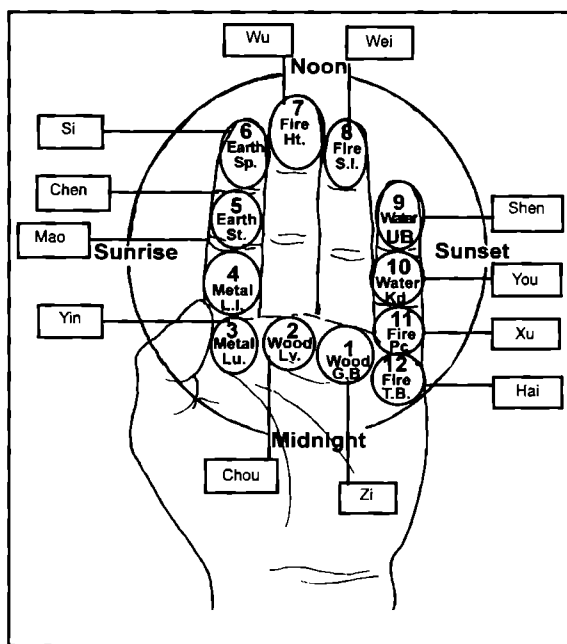 Wu
Wei
Noon
7
Fire
Ht.
Si
6
Earth
Sp.
8
Fire
S.I.
Chen
5
Earth
St.
9
Water
UB
Shen
Mao
Sunrise
Sunset
4
Metal
L.I.
10
Water
Kd
You
Yin
3
Metal
Lu.
2
Wood
Lv.
1
Wood
G.B
11
Fire
Pc
Xu
12
Fire
T.B.
Hai
Midnight
Chou
Zi